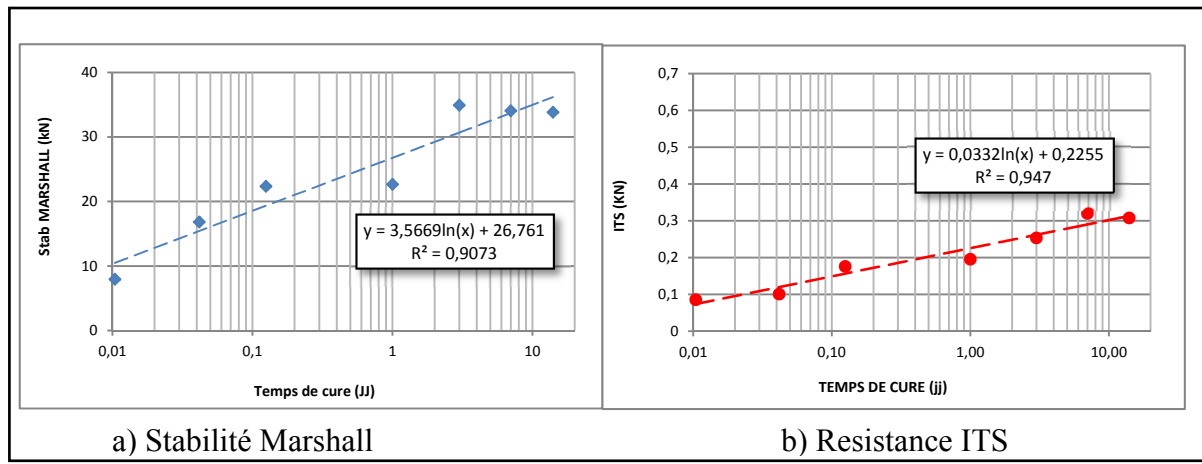 40
30
20
10
0
0,01
0,1
1
10
Stab MARSHALL (kN)
y = 3,5669ln(x) + 26,761
R² = 0,9073
Temps de cure (JJ)
0,7
0,6
0,5
0,4
0,3
0,2
0,1
0
0,01
0,10
1,00
10,00
ITS (KN)
y = 0,0332ln(x) + 0,2255
R² = 0,947
TEMPS DE CURE (jj)
a) Stabilité Marshall
b) Resistance ITS